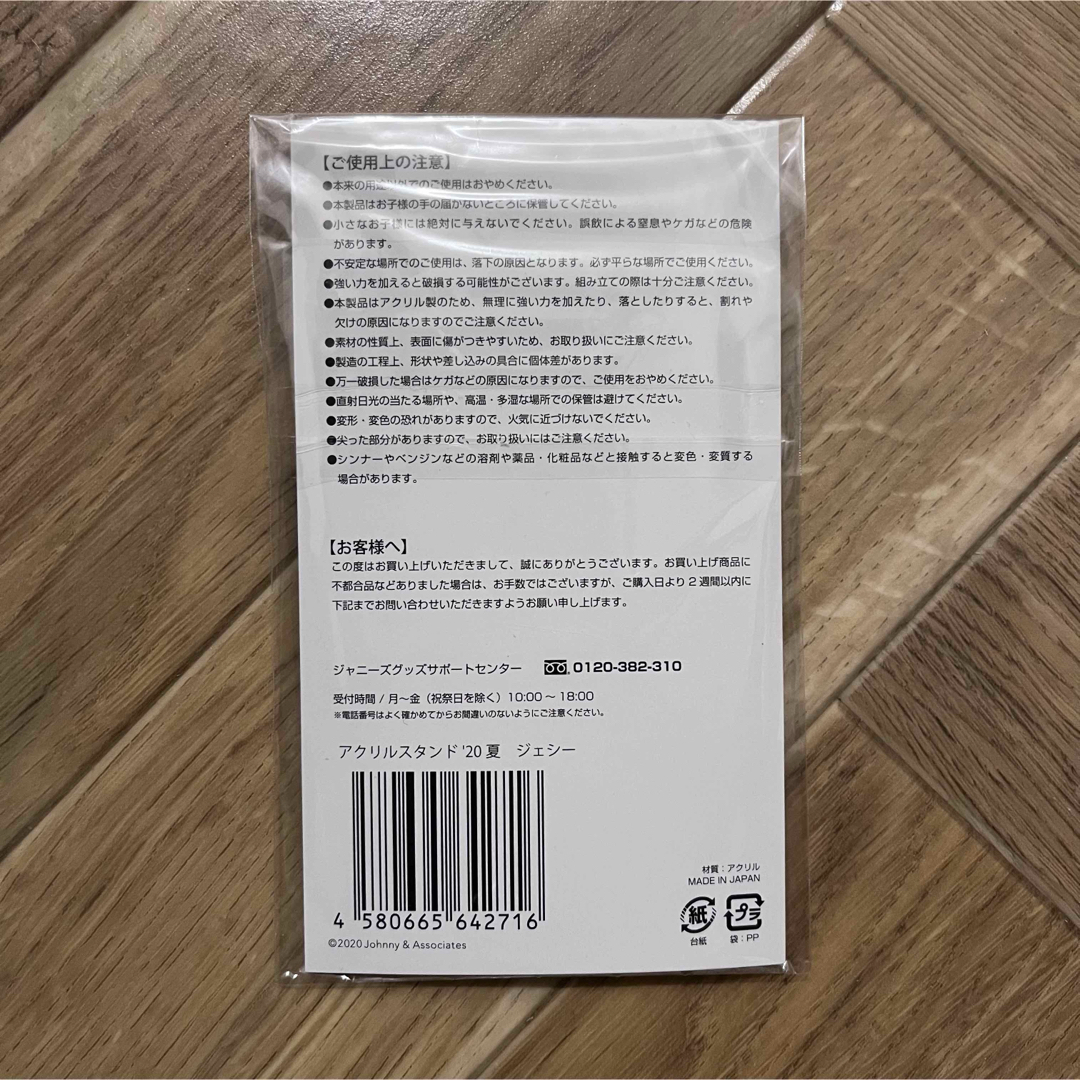 【ご使用上の注意】
●本来の用途以外でのご使用はおやめください。
●本製品はお子様の手の届かないところに保管してください。
●小さなお子様には絶対に与えないでください。誤飲による窒息やケガなどの危険
があります。
●不安定な場所でのご使用は、落下の原因となります。必ず平らな場所でご使用ください。
●強い力を加えると破損する可能性がございます。組み立ての際は十分ご注意ください。
●本製品はアクリル製のため、無理に強い力を加えたり、落としたりすると、割れや
欠けの原因になりますのでご注意ください。
●素材の性質上、表面に傷がつきやすいため、お取り扱いにご注意ください。
●製造の工程上、形状や差し込みの具合に個体差があります。
●万一破損した場合はケガなどの原因になりますので、ご使用をおやめください。
●直射日光の当たる場所や、高温・多湿な場所での保管は避けてください。
●変形・変色の恐れがありますので、火気に近づけないでください。
●尖った部分がありますので、お取り扱いにはご注意ください。
●シンナーやベンジンなどの溶剤や薬品・化粧品などと接触すると変色・変質する
場合があります。
【お客様へ】
この度はお買い上げいただきまして、誠にありがとうございます。お買い上げ商品に
不都合品などありました場合は、お手数ではございますが、ご購入日より2週間以内に
下記までお問い合わせいただきますようお願い申し上げます。
ジャニーズグッズサポートセンター 0120-382-310
受付時間 / 月〜金（祝祭日を除く）10:00〜18:00
※電話番号はよく確かめてからお間違いのないようにご注意ください。
アクリルスタンド '20 夏 ジェシー
4 580665 642716
©2020 Johnny & Associates
材質：アクリル
MADE IN JAPAN
紙 プラ
台紙 袋：PP